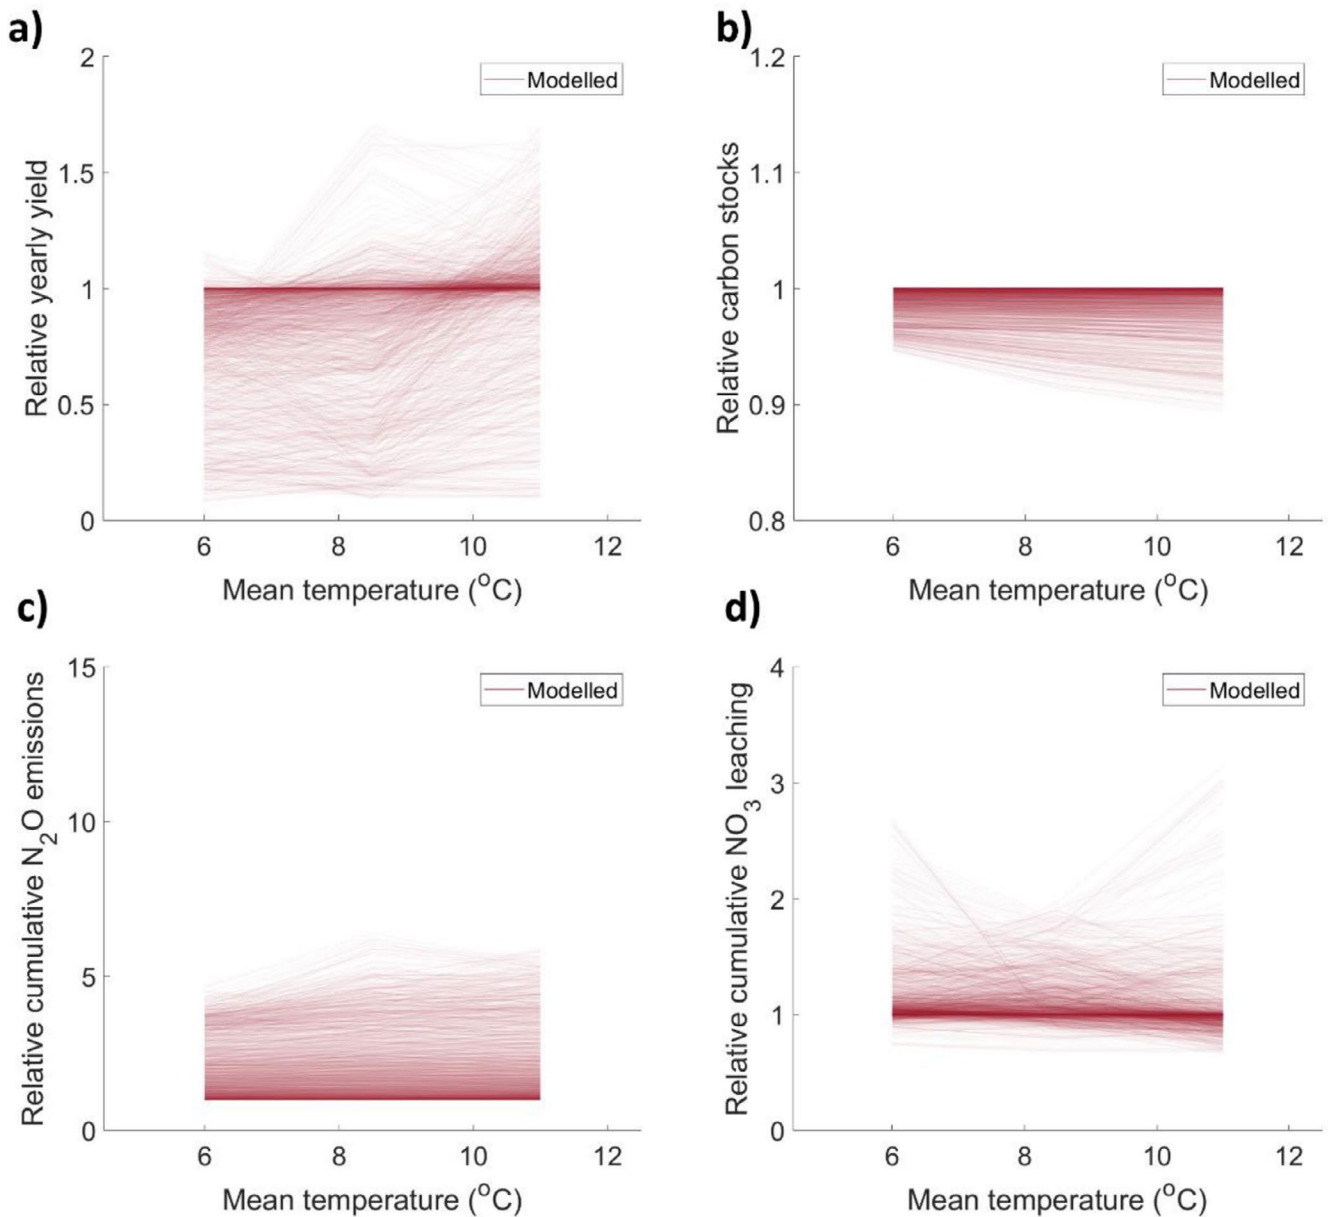 a)
2
1.5
1
0.5
0
6
8
10
12
Relative yearly yield
Mean temperature (°C)
Modelled
b)
1.2
1.1
1
0.9
0.8
6
8
10
12
Relative carbon stocks
Mean temperature (°C)
Modelled
c)
15
10
5
0
6
8
10
12
Relative cumulative N₂O emissions
Mean temperature (°C)
Modelled
d)
4
3
2
1
0
6
8
10
12
Relative cumulative NO₃ leaching
Mean temperature (°C)
Modelled